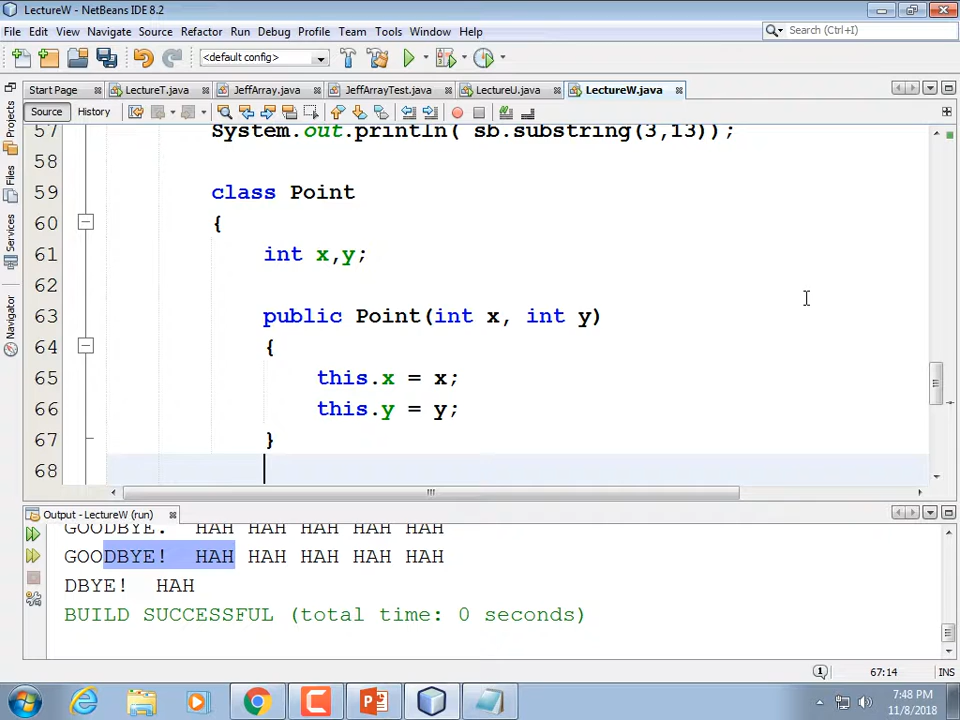 LectureW - NetBeans IDE 8.2
File Edit View Navigate Source Refactor Run Debug Profile Team Tools Window Help
Search (Ctrl+I)
<default config>
Start Page LectureT.java JeffArray.java JeffArrayTest.java LectureU.java LectureW.java
Source History
Projects
Files
Services
Navigator
57 System.out.println( sb.substring(3,13));
58
59 class Point
60 {
61 int x,y;
62
63 public Point(int x, int y)
64 {
65 this.x = x;
66 this.y = y;
67 }
68
Output - LectureW (run)
GOODBYE! HAH HAH HAH HAH HAH
GOODBYE! HAH HAH HAH HAH HAH
DBYE! HAH
BUILD SUCCESSFUL (total time: 0 seconds)
1 67:14 INS
7:48 PM
11/8/2018